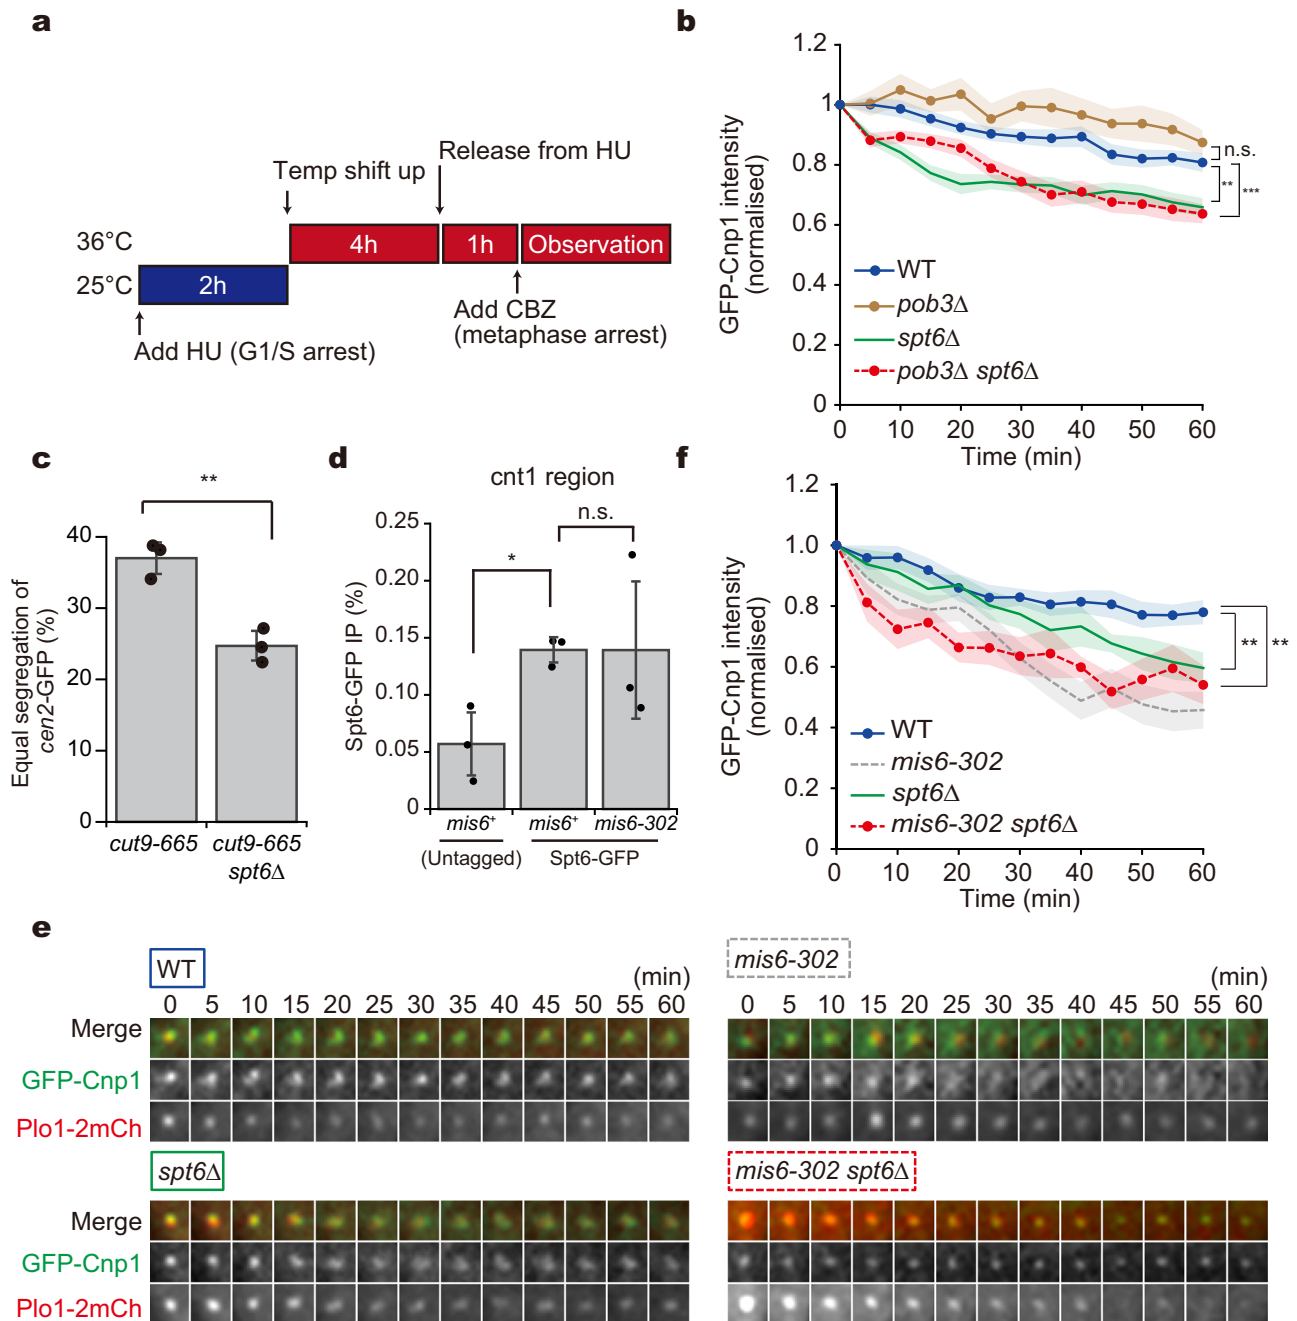 a
Temp shift up
Release from HU
36°C
4h
1h
Observation
25°C
2h
Add HU (G1/S arrest)
Add CBZ
(metaphase arrest)
b
GFP-Cnp1 intensity
(normalised)
1.2
1
0.8
0.6
0.4
0.2
0
n.s.
**
***
WT
pob3Δ
spt6Δ
pob3Δ spt6Δ
0 10 20 30 40 50 60
Time (min)
c
**
Equal segregation of
cen2-GFP (%)
40
30
20
10
0
cut9-665
cut9-665
spt6Δ
d
cnt1 region
n.s.
*
Spt6-GFP IP (%)
0.25
0.20
0.15
0.10
0.05
0
mis6+ mis6+ mis6-302
(Untagged) Spt6-GFP
f
GFP-Cnp1 intensity
(normalised)
1.2
1.0
0.8
0.6
0.4
0.2
0
**
**
WT
mis6-302
spt6Δ
mis6-302 spt6Δ
0 10 20 30 40 50 60
Time (min)
e
WT
(min)
0 5 10 15 20 25 30 35 40 45 50 55 60
Merge
GFP-Cnp1
Plo1-2mCh
mis6-302
(min)
0 5 10 15 20 25 30 35 40 45 50 55 60
spt6Δ
Merge
GFP-Cnp1
Plo1-2mCh
mis6-302 spt6Δ